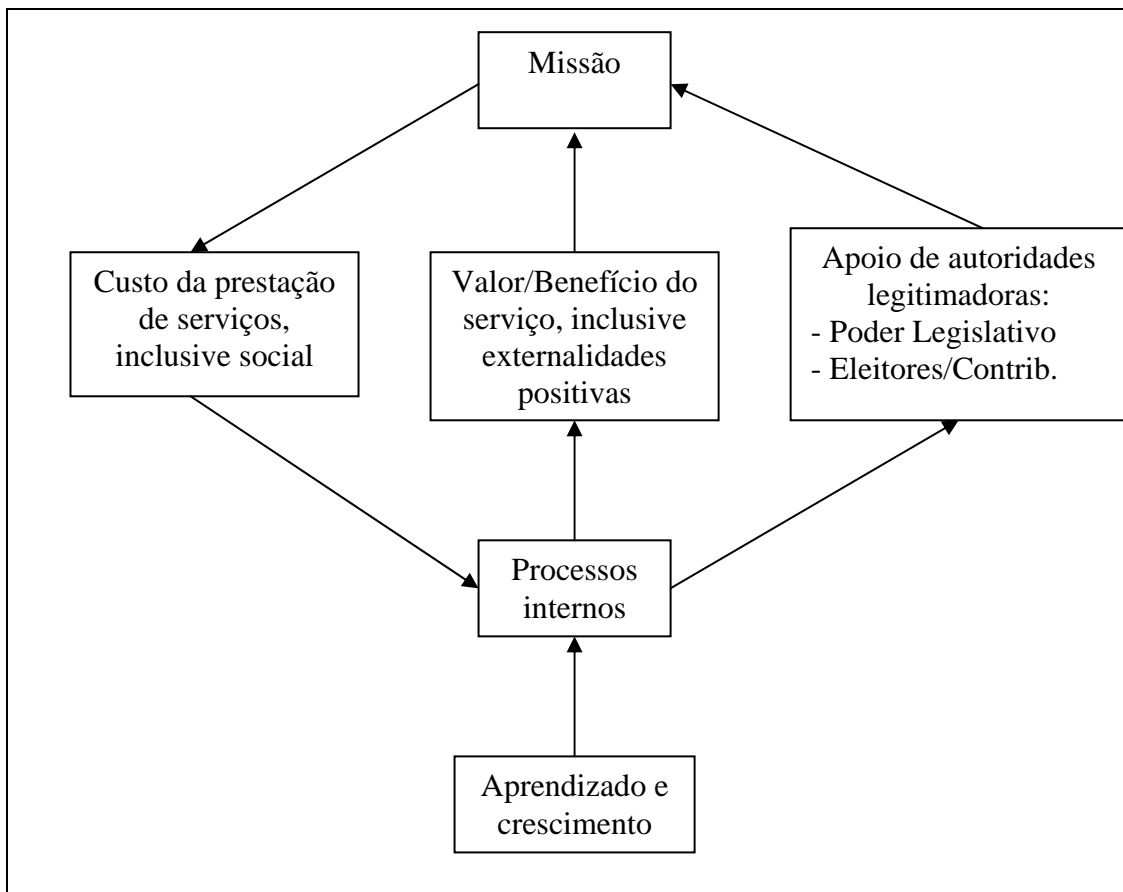 Missão
Custo da prestação
de serviços,
inclusive social
Valor/Benefício do
serviço, inclusive
externalidades
positivas
Apoio de autoridades
legitimadoras:
- Poder Legislativo
- Eleitores/Contrib.
Processos
internos
Aprendizado e
crescimento